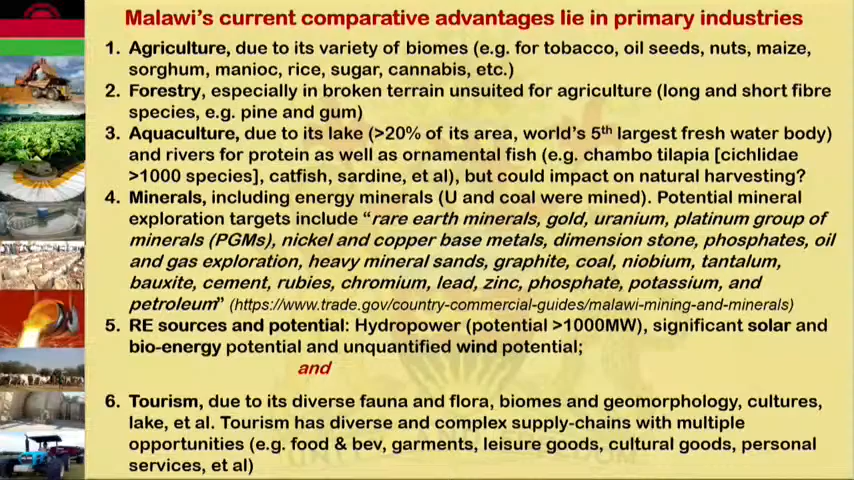 Malawi's current comparative advantages lie in primary industries
1. Agriculture, due to its variety of biomes (e.g. for tobacco, oil seeds, nuts, maize,
sorghum, manioc, rice, sugar, cannabis, etc.)
2. Forestry, especially in broken terrain unsuited for agriculture (long and short fibre
species, e.g. pine and gum)
3. Aquaculture, due to its lake (>20% of its area, world's 5th largest fresh water body)
and rivers for protein as well as ornamental fish (e.g. chambo tilapia [cichlidae
>1000 species], catfish, sardine, et al), but could impact on natural harvesting?
4. Minerals, including energy minerals (U and coal were mined). Potential mineral
exploration targets include "rare earth minerals, gold, uranium, platinum group of
minerals (PGMs), nickel and copper base metals, dimension stone, phosphates, oil
and gas exploration, heavy mineral sands, graphite, coal, niobium, tantalum,
bauxite, cement, rubies, chromium, lead, zinc, phosphate, potassium, and
petroleum" (https://www.trade.gov/country-commercial-guides/malawi-mining-and-minerals)
5. RE sources and potential: Hydropower (potential >1000MW), significant solar and
bio-energy potential and unquantified wind potential;
and
6. Tourism, due to its diverse fauna and flora, biomes and geomorphology, cultures,
lake, et al. Tourism has diverse and complex supply-chains with multiple
opportunities (e.g. food & bev, garments, leisure goods, cultural goods, personal
services, et al)